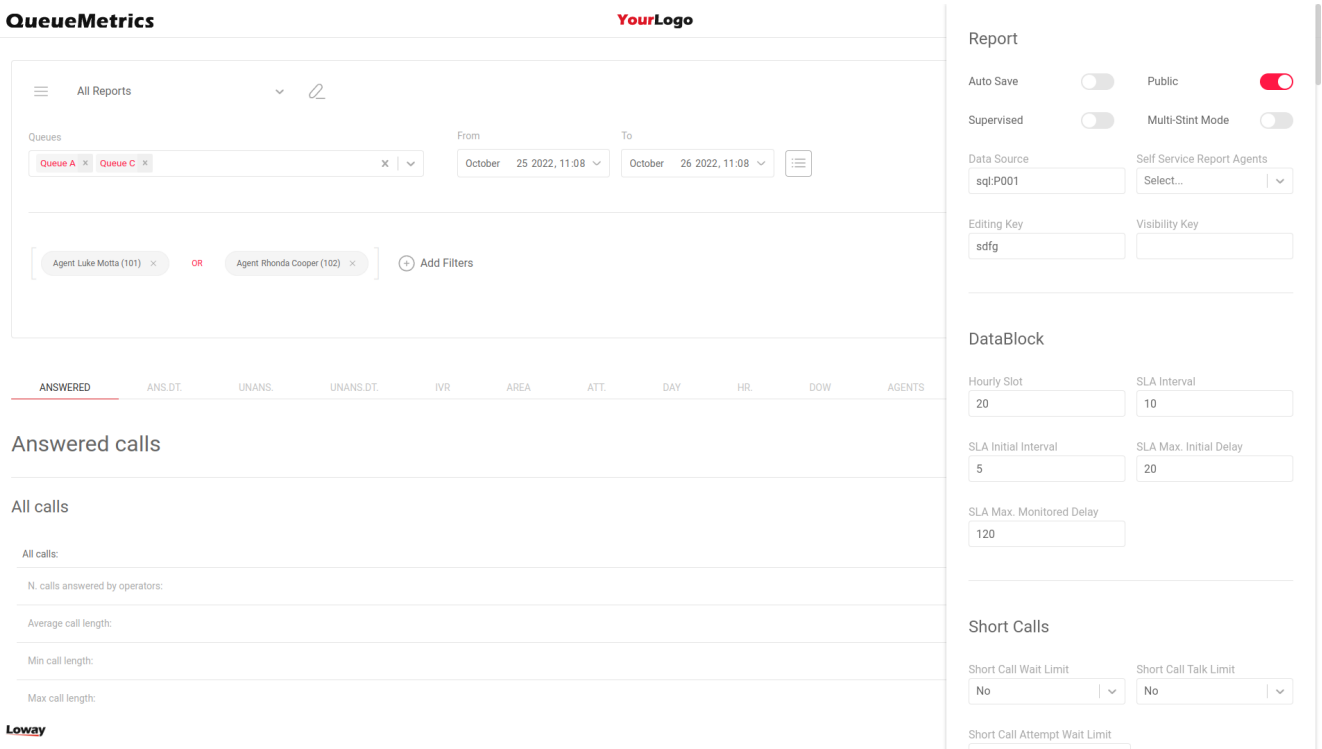 QueueMetrics
YourLogo
All Reports
Queues
From
To
Queue A × Queue C ×
October 25 2022, 11:08
October 26 2022, 11:08
Agent Luke Motta (101) ×
OR
Agent Rhonda Cooper (102) ×
Add Filters
ANSWERED ANS.DT. UNANS. UNANS.DT. IVR AREA ATT. DAY HR. DOW AGENTS
Answered calls
All calls
All calls:
N. calls answered by operators:
Average call length:
Min call length:
Max call length:
Loway
Report
Auto Save
Public
Supervised
Multi-Stint Mode
Data Source
Self Service Report Agents
sql:P001
Select...
Editing Key
Visibility Key
sdfg
DataBlock
Hourly Slot
SLA Interval
20
10
SLA Initial Interval
SLA Max. Initial Delay
5
20
SLA Max. Monitored Delay
120
Short Calls
Short Call Wait Limit
Short Call Talk Limit
No
No
Short Call Attempt Wait Limit